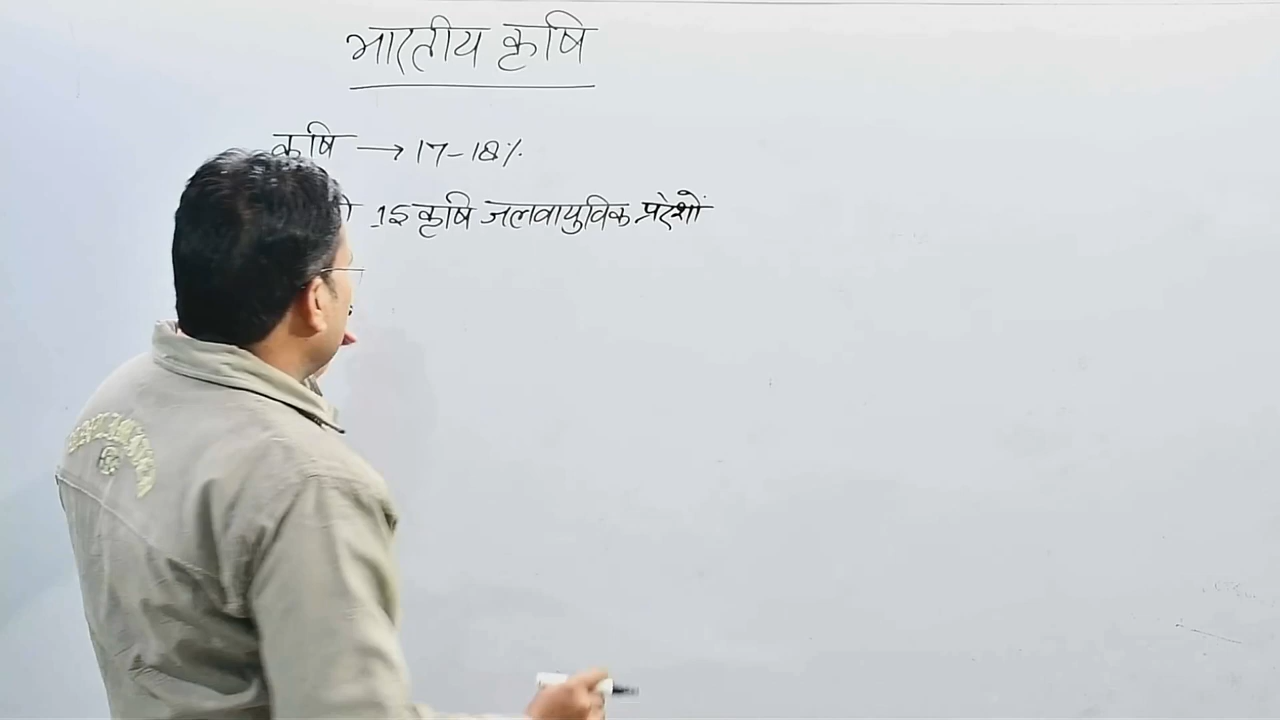 भारतीय कृषि
कृषि → 17-18%
15 कृषि जलवायुविक प्रदेशों